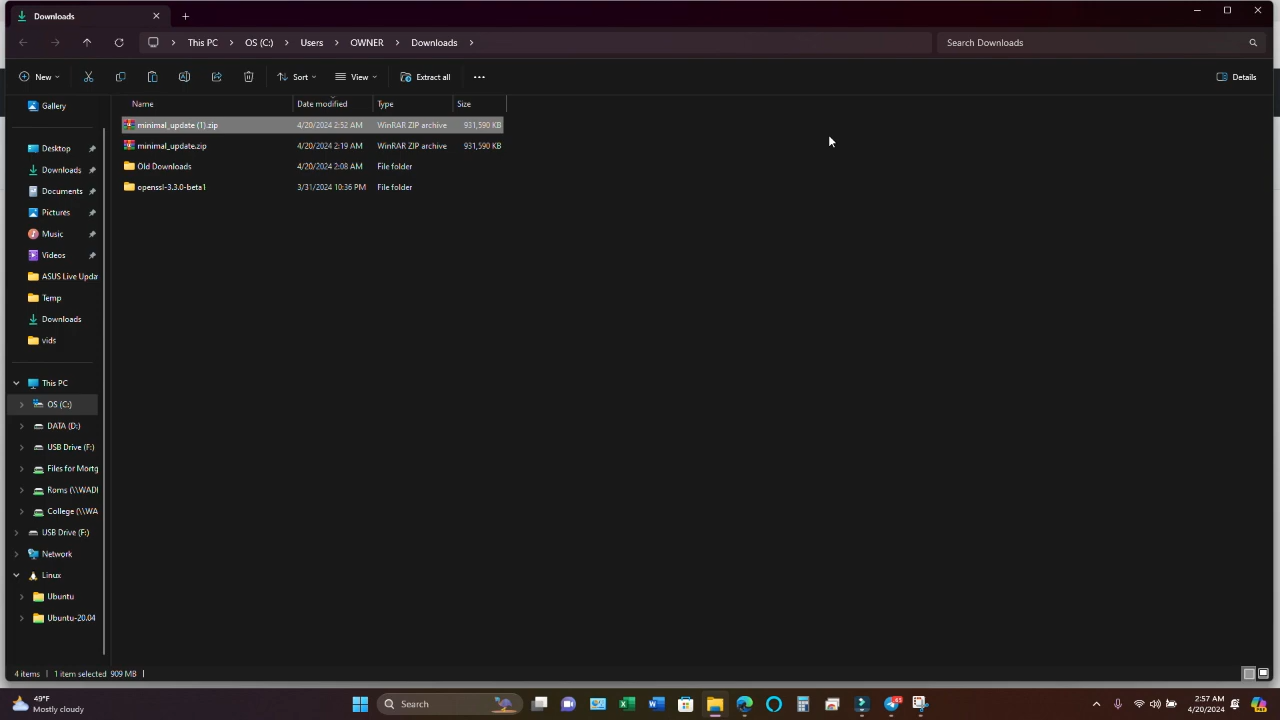 Downloads
This PC > OS (C:) > Users > OWNER > Downloads >
Search Downloads
New
Sort
View
Extract all
Details
Name Date modified Type Size
minimal_update (1).zip 4/20/2024 2:52 AM WinRAR ZIP archive 931,590 KB
minimal_update.zip 4/20/2024 2:19 AM WinRAR ZIP archive 931,590 KB
Old Downloads 4/20/2024 2:08 AM File folder
openssl-3.3.0-beta1 3/31/2024 10:36 PM File folder
Gallery
Desktop
Downloads
Documents
Pictures
Music
Videos
ASUS Live Upda
Temp
Downloads
vids
This PC
OS (C:)
DATA (D:)
USB Drive (F:)
Files for Mortg
Roms (\\WADI
College (\\WA
USB Drive (F:)
Network
Linux
Ubuntu
Ubuntu-20.04
4 items 1 item selected 909 MB
49°F
Mostly cloudy
Search
2:57 AM
4/20/2024